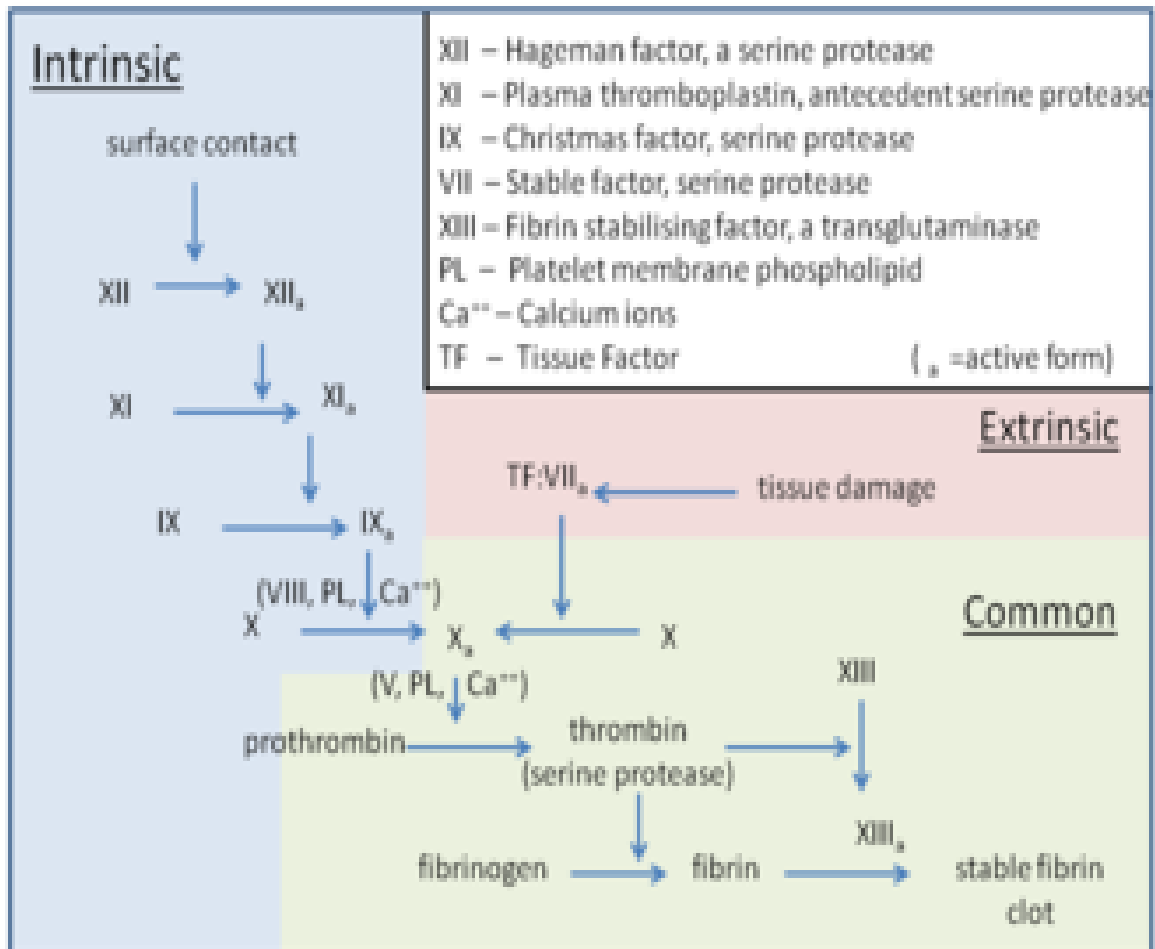 Intrinsic
surface contact
XII XIIₐ
XI XIₐ
IX IXₐ
(VIII, PL, Ca⁺⁺)
X Xₐ X
XII – Hageman factor, a serine protease
XI – Plasma thromboplastin, antecedent serine protease
IX – Christmas factor, serine protease
VII – Stable factor, serine protease
XIII – Fibrin stabilising factor, a transglutaminase
PL – Platelet membrane phospholipid
Ca⁺⁺ – Calcium ions
TF – Tissue Factor (ₐ =active form)
Extrinsic
TF:VIIₐ tissue damage
Common
(V, PL, Ca⁺⁺)
XIII
prothrombin thrombin
(serine protease)
XIIIₐ
fibrinogen fibrin stable fibrin
clot